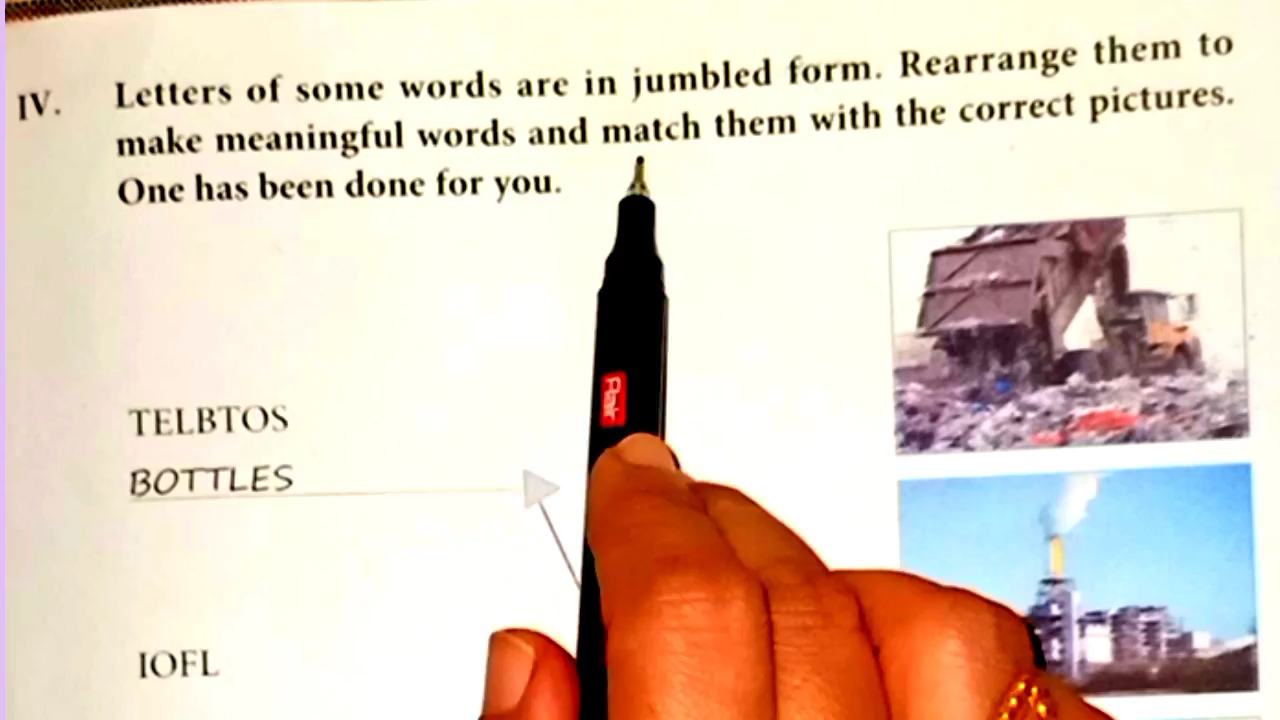 IV. Letters of some words are in jumbled form. Rearrange them to
make meaningful words and match them with the correct pictures.
One has been done for you.
TELBTOS
BOTTLES
IOFL
Flair